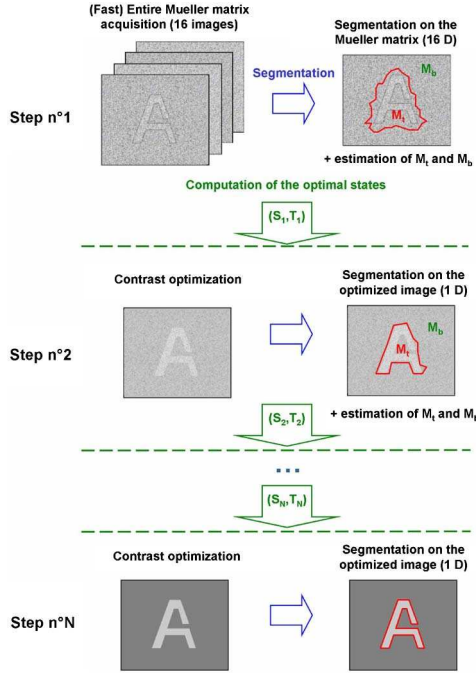 (Fast) Entire Mueller matrix
acquisition (16 images)
Segmentation on the
Mueller matrix (16 D)
Segmentation
M_b
M_t
Step n°1
+ estimation of M_t and M_b
Computation of the optimal states
(S_1,T_1)
Contrast optimization
Segmentation on the
optimized image (1 D)
M_b
M_t
Step n°2
+ estimation of M_t and M_t
(S_2,T_2)
...
(S_N,T_N)
Contrast optimization
Segmentation on the
optimized image (1 D)
Step n°N
A
A
A
A
A
A